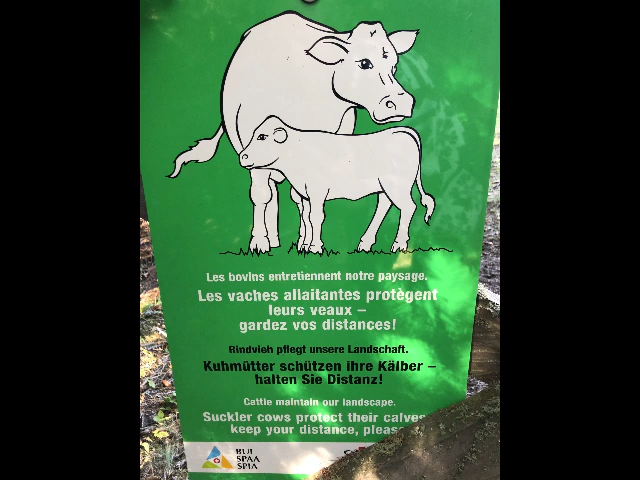 Les bovins entretiennent notre paysage.
Les vaches allaitantes protègent
leurs veaux –
gardez vos distances!
Rindvieh pflegt unsere Landschaft.
Kuhmütter schützen ihre Kälber –
halten Sie Distanz!
Cattle maintain our landscape.
Suckler cows protect their calves
keep your distance, please
BUL
SPAA
SPIA